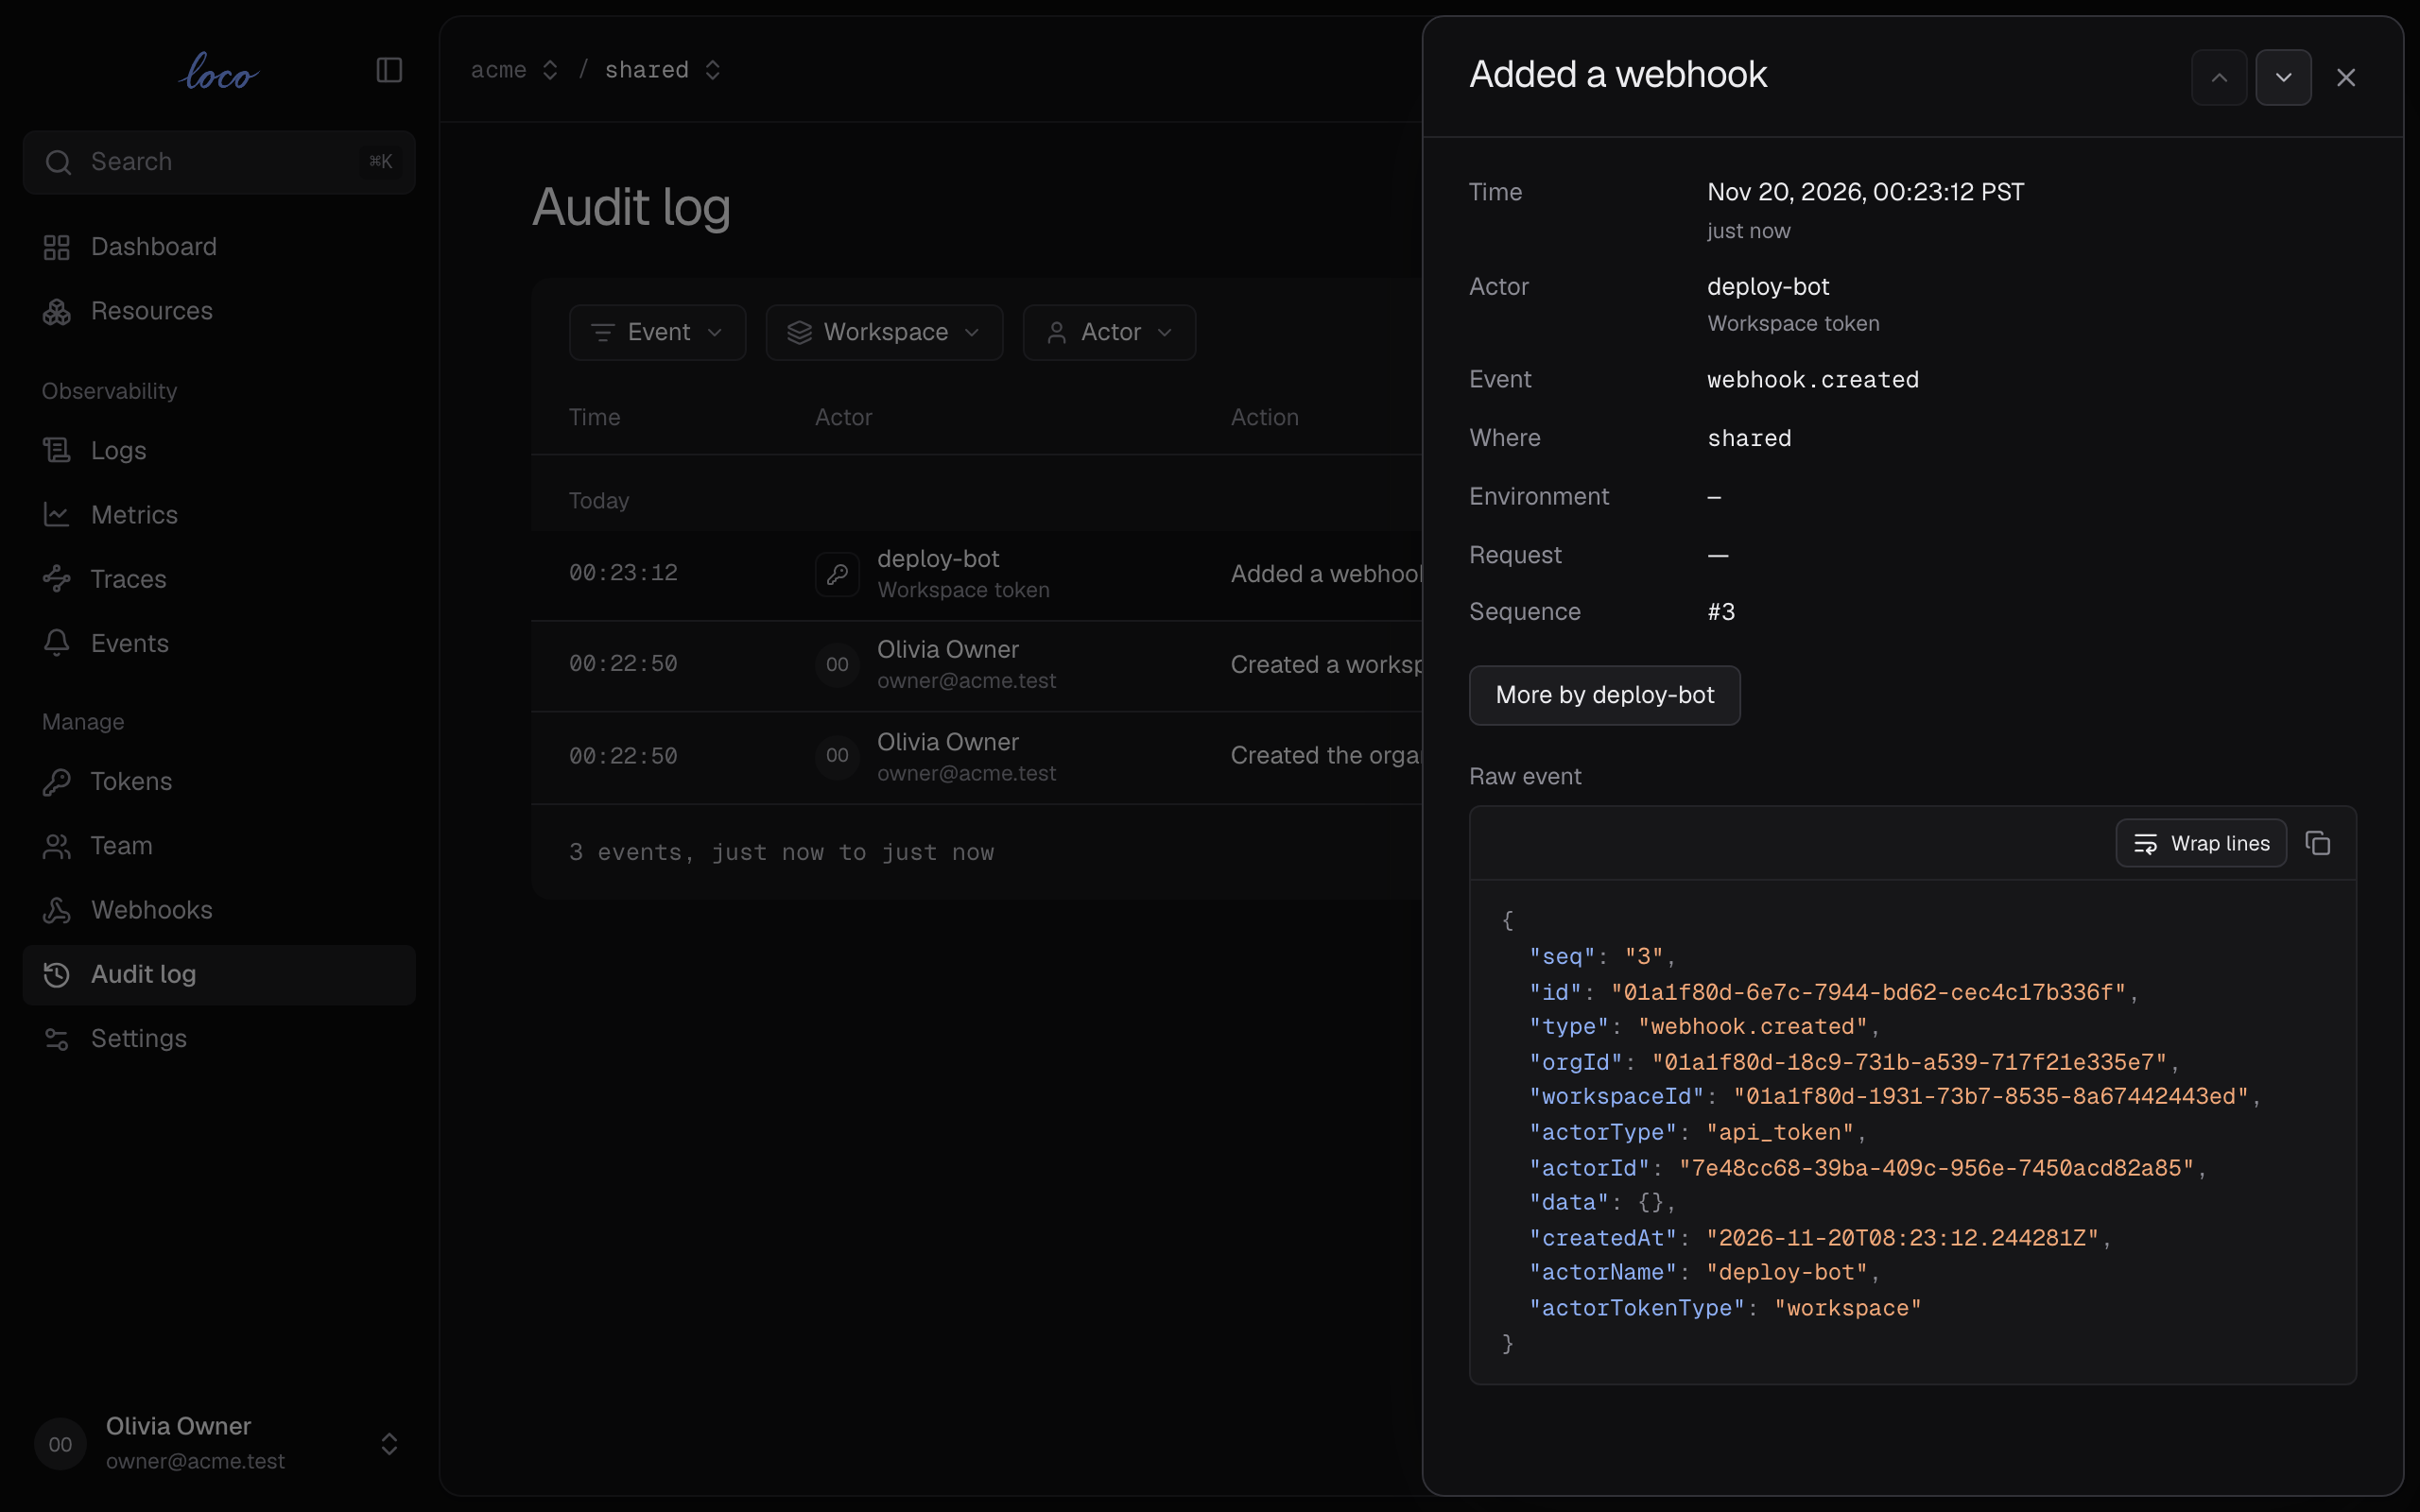 loco
Search ⌘K
Dashboard
Resources
Observability
Logs
Metrics
Traces
Events
Manage
Tokens
Team
Webhooks
Audit log
Settings
OO
Olivia Owner
owner@acme.test
acme / shared
Audit log
Event Workspace Actor
Time Actor Action
Today
00:23:12 deploy-bot Added a webhook
Workspace token
00:22:50 OO Olivia Owner Created a worksp
owner@acme.test
00:22:50 OO Olivia Owner Created the orga
owner@acme.test
3 events, just now to just now
Added a webhook
Time Nov 20, 2026, 00:23:12 PST
just now
Actor deploy-bot
Workspace token
Event webhook.created
Where shared
Environment –
Request —
Sequence #3
More by deploy-bot
Raw event
Wrap lines
{
"seq": "3",
"id": "01a1f80d-6e7c-7944-bd62-cec4c17b336f",
"type": "webhook.created",
"orgId": "01a1f80d-18c9-731b-a539-717f21e335e7",
"workspaceId": "01a1f80d-1931-73b7-8535-8a67442443ed",
"actorType": "api_token",
"actorId": "7e48cc68-39ba-409c-956e-7450acd82a85",
"data": {},
"createdAt": "2026-11-20T08:23:12.244281Z",
"actorName": "deploy-bot",
"actorTokenType": "workspace"
}